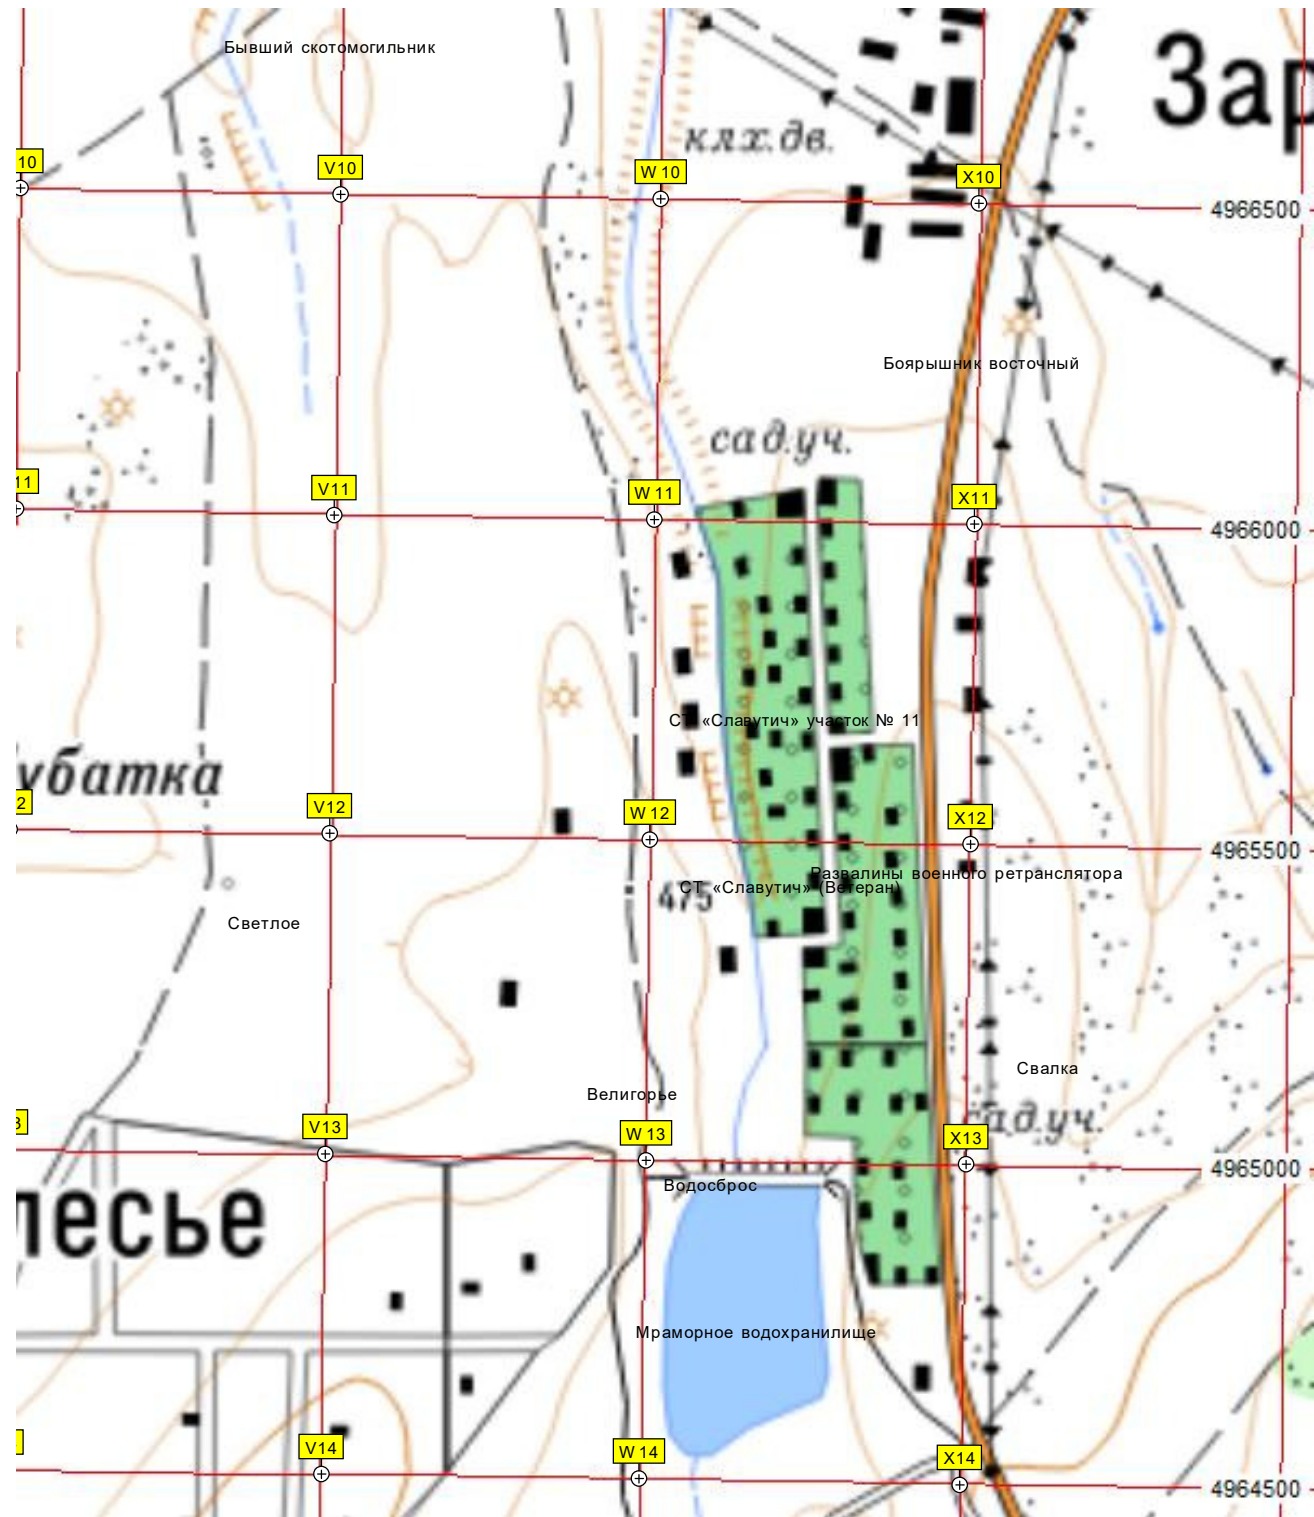 Бывший скотомогильник
Зар
клх.дв.
10
V10
W 10
X10
4966500
Боярышник восточный
сад.уч.
11
V11
W 11
X11
4966000
СТ «Славутич» участок № 11
убатка
2
V12
W 12
X12
4965500
Развалины военного ретранслятора
СТ «Славутич» (Ветеран)
475
Светлое
Свалка
Велигорье
сад.уч.
3
V13
W 13
X13
4965000
Водосброс
лесье
Мраморное водохранилище
V14
W 14
X14
4964500